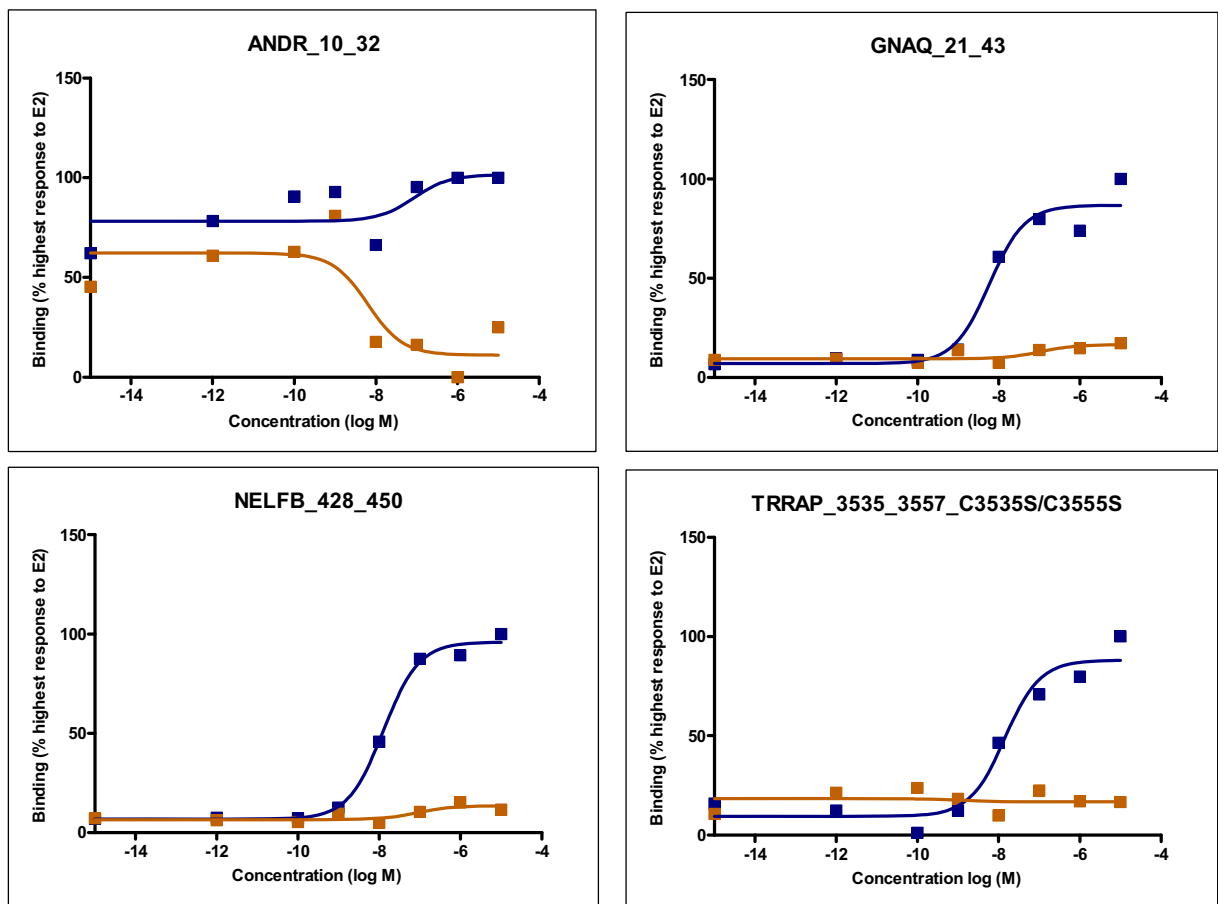 ANDR_10_32
150
100
50
0
Binding (% highest response to E2)
-14 -12 -10 -8 -6 -4
Concentration (log M)
GNAQ_21_43
150
100
50
0
Binding (% highest response to E2)
-14 -12 -10 -8 -6 -4
Concentration (log M)
NELFB_428_450
150
100
50
0
Binding (% highest response to E2)
-14 -12 -10 -8 -6 -4
Concentration (log M)
TRRAP_3535_3557_C3535S/C3555S
150
100
50
0
Binding (% highest response to E2)
-14 -12 -10 -8 -6 -4
Concentration log (M)